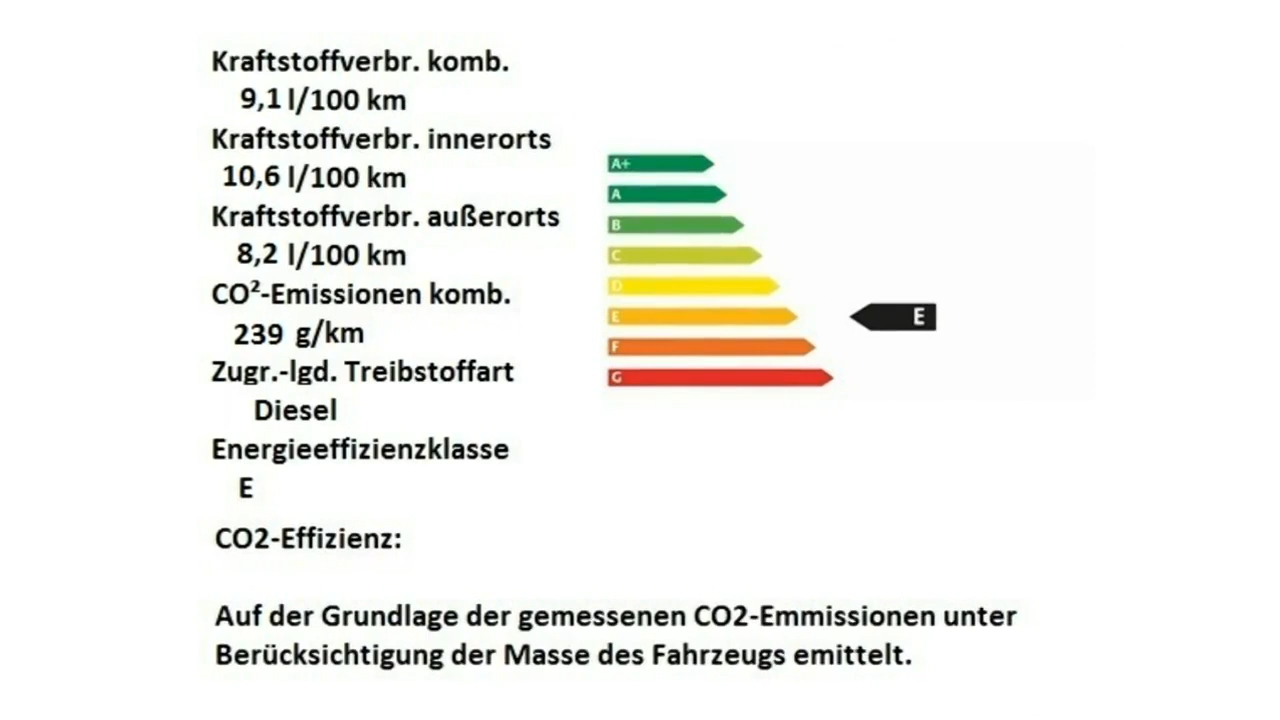 Kraftstoffverbr. komb.
9,1 l/100 km
Kraftstoffverbr. innerorts
10,6 l/100 km
Kraftstoffverbr. außerorts
8,2 l/100 km
CO²-Emissionen komb.
239 g/km
Zugr.-lgd. Treibstoffart
Diesel
Energieeffizienzklasse
E
A+
A
B
C
D
E
E
F
G
CO2-Effizienz:
Auf der Grundlage der gemessenen CO2-Emmissionen unter
Berücksichtigung der Masse des Fahrzeugs emittelt.